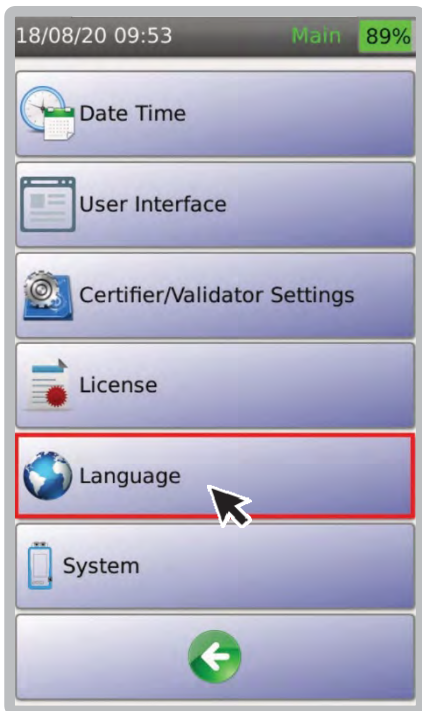 18/08/20 09:53 Main 89%
Date Time
User Interface
Certifier/Validator Settings
License
Language
System